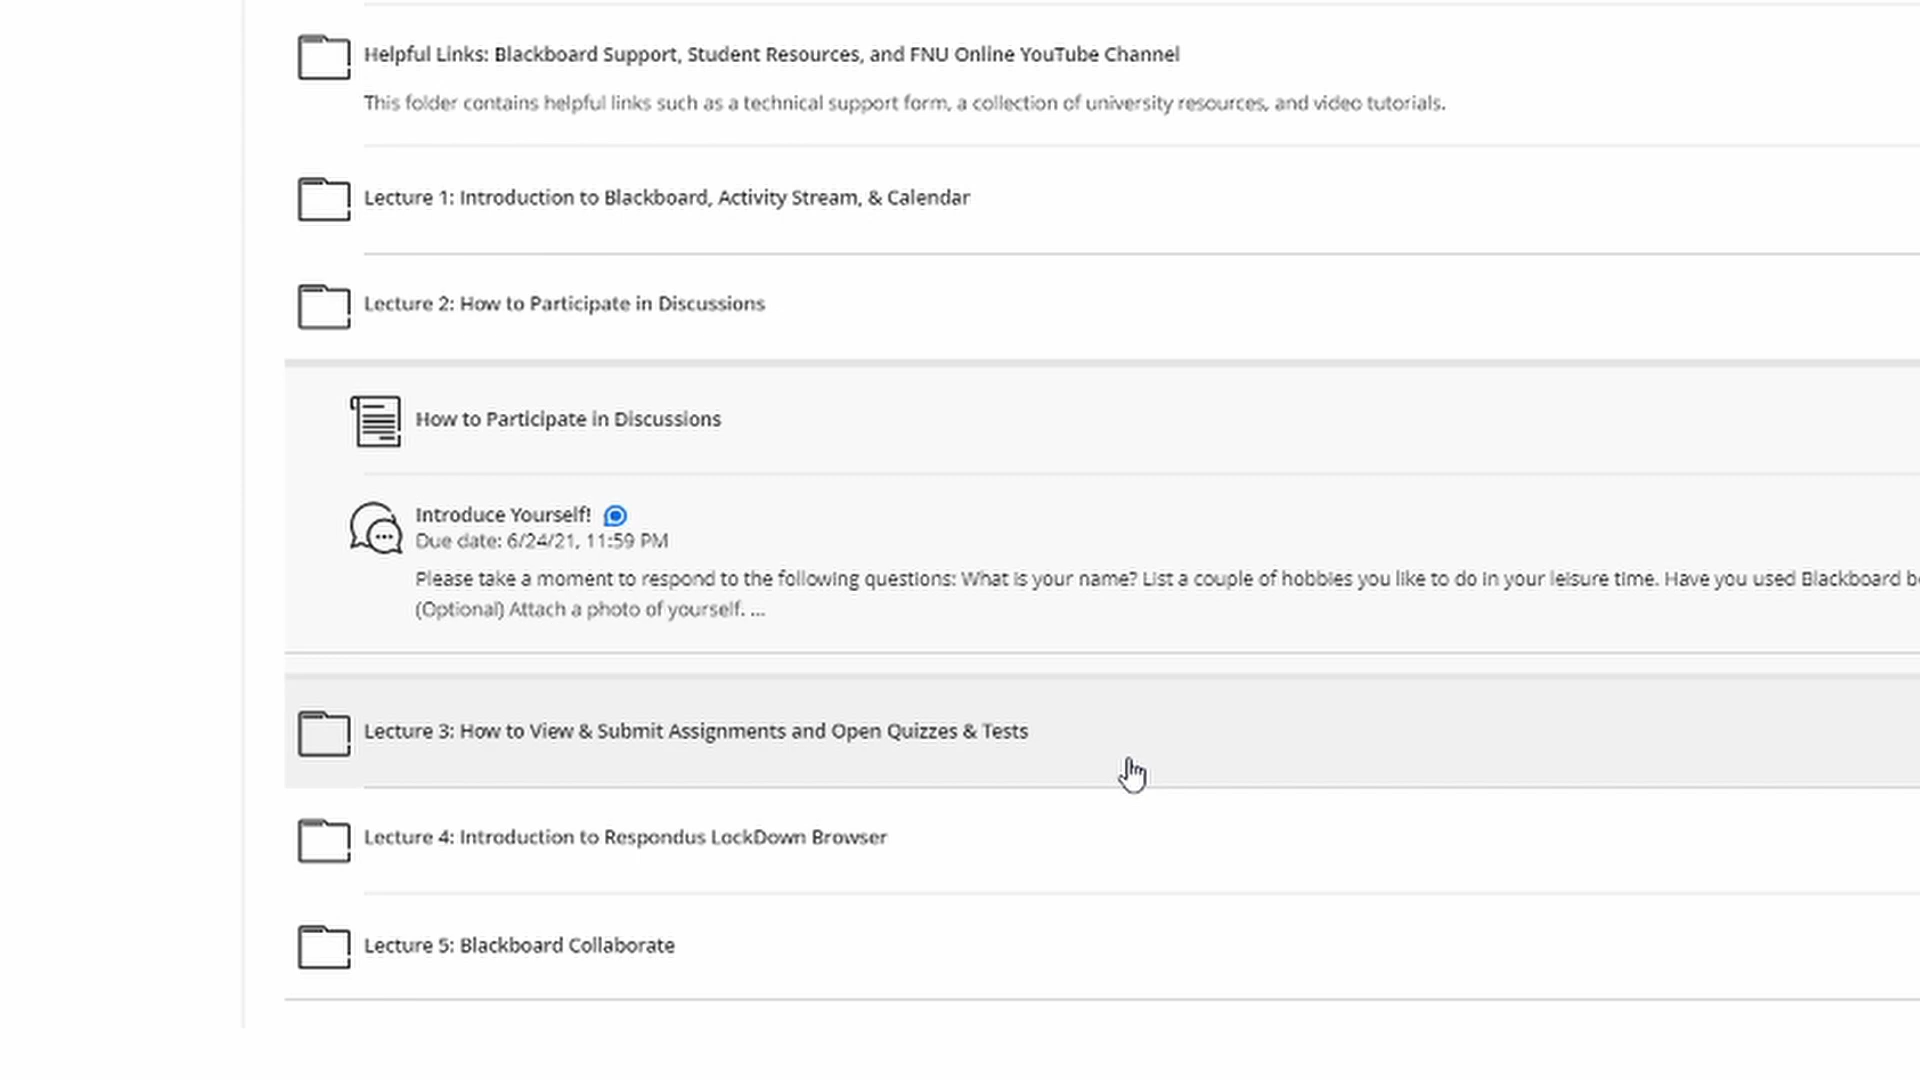 Helpful Links: Blackboard Support, Student Resources, and FNU Online YouTube Channel
This folder contains helpful links such as a technical support form, a collection of university resources, and video tutorials.
Lecture 1: Introduction to Blackboard, Activity Stream, & Calendar
Lecture 2: How to Participate in Discussions
How to Participate in Discussions
Introduce Yourself!
Due date: 6/24/21, 11:59 PM
Please take a moment to respond to the following questions: What is your name? List a couple of hobbies you like to do in your leisure time. Have you used Blackboard
(Optional) Attach a photo of yourself. ...
Lecture 3: How to View & Submit Assignments and Open Quizzes & Tests
Lecture 4: Introduction to Respondus LockDown Browser
Lecture 5: Blackboard Collaborate